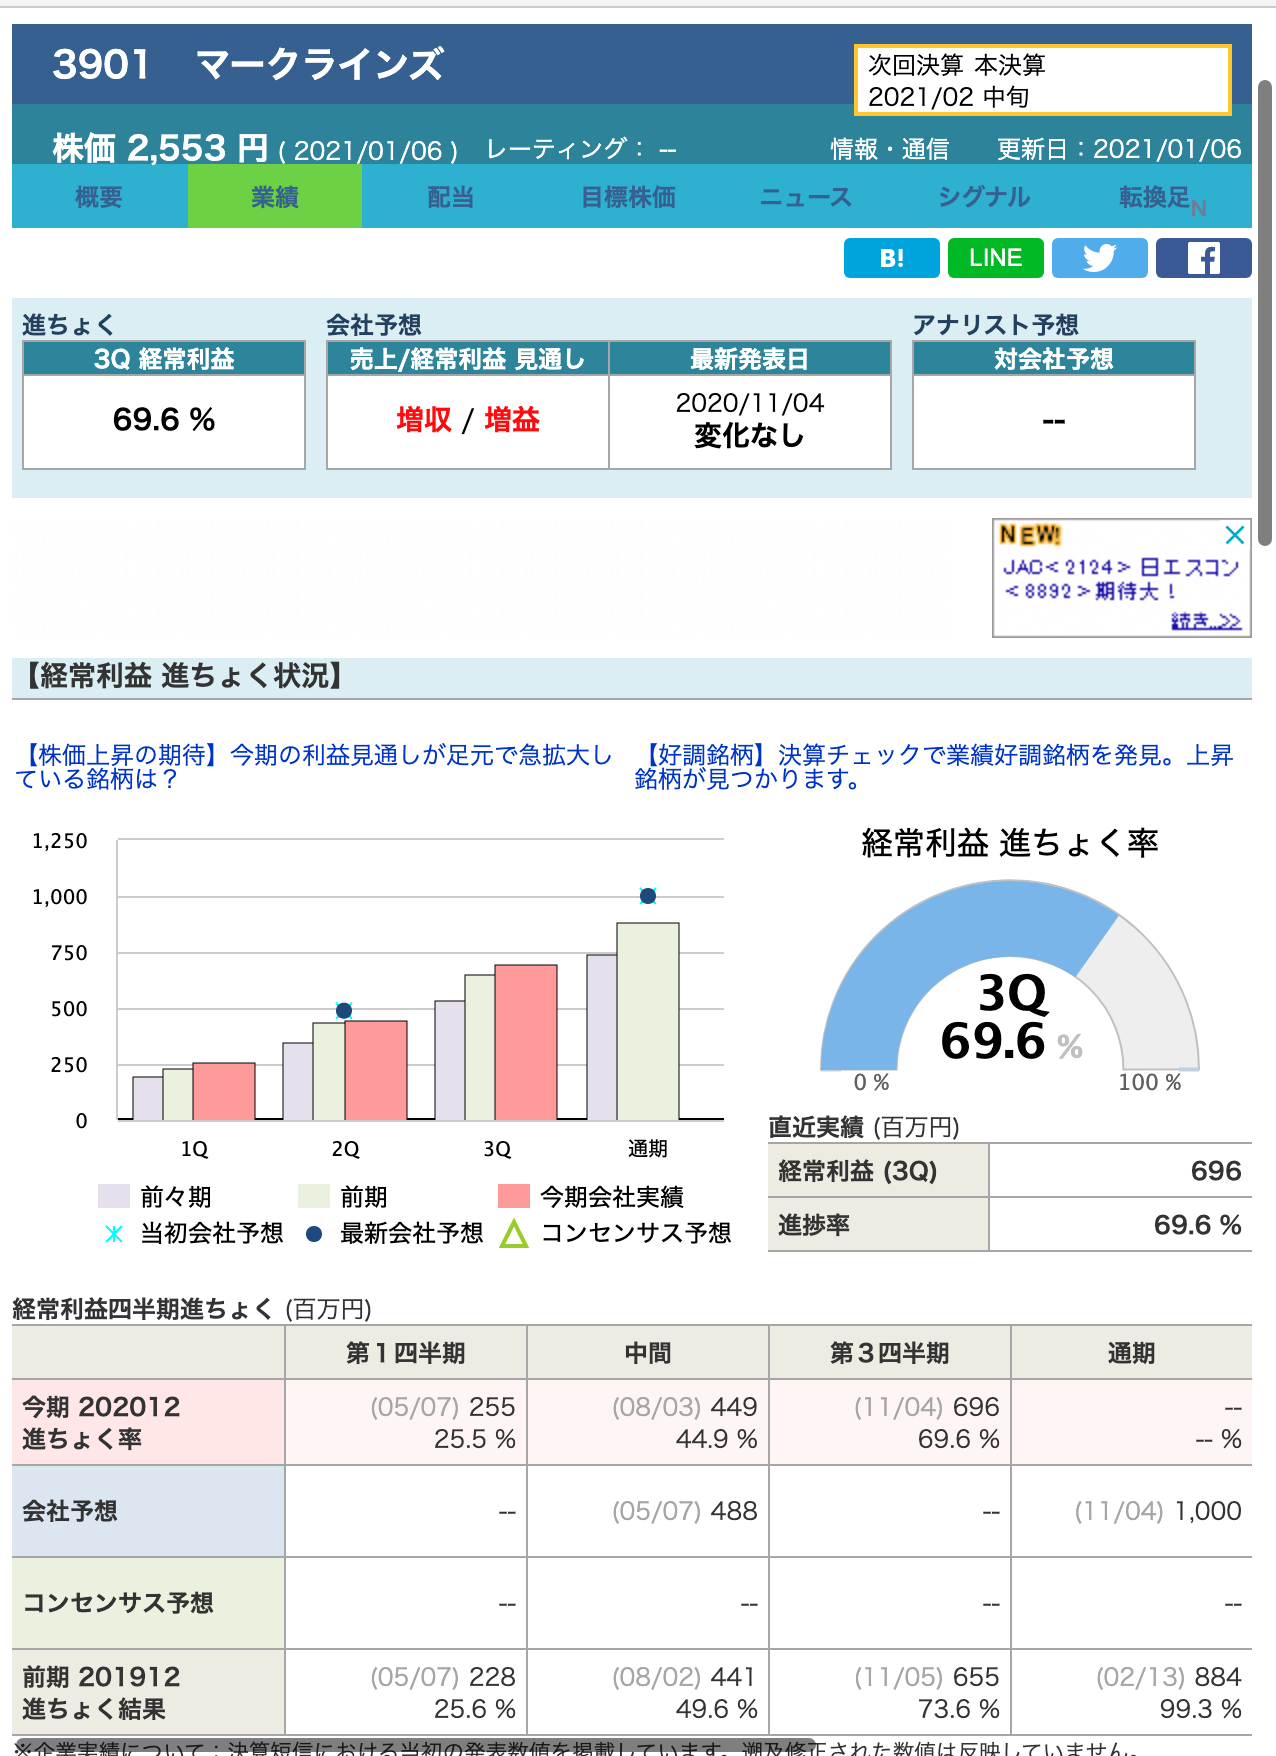 3901　マークラインズ
次回決算 本決算
2021/02 中旬
株価 2,553 円 ( 2021/01/06 )　レーティング： --　情報・通信　更新日：2021/01/06
概要　業績　配当　目標株価　ニュース　シグナル　転換足 N
B!　LINE
進ちょく　会社予想　アナリスト予想
3Q 経常利益　売上/経常利益 見通し　最新発表日　対会社予想
69.6 %　増収 / 増益　2020/11/04　--
変化なし
NEW!
JAC<2124> 日エスコン
<8892>期待大！
続き..>>
【経常利益 進ちょく状況】
【株価上昇の期待】今期の利益見通しが足元で急拡大し
ている銘柄は？
【好調銘柄】決算チェックで業績好調銘柄を発見。上昇
銘柄が見つかります。
1,250
1,000
750
500
250
0
1Q　2Q　3Q　通期
前々期　前期　今期会社実績
当初会社予想　最新会社予想　コンセンサス予想
経常利益 進ちょく率
3Q
69.6 %
0 %　100 %
直近実績 (百万円)
経常利益 (3Q)　696
進捗率　69.6 %
経常利益四半期進ちょく (百万円)
第１四半期　中間　第３四半期　通期
今期 202012　(05/07) 255　(08/03) 449　(11/04) 696　--
進ちょく率　25.5 %　44.9 %　69.6 %　-- %
会社予想　--　(05/07) 488　--　(11/04) 1,000
コンセンサス予想　--　--　--　--
前期 201912　(05/07) 228　(08/02) 441　(11/05) 655　(02/13) 884
進ちょく結果　25.6 %　49.6 %　73.6 %　99.3 %
※企業実績について：決算短信における当初の発表数値を掲載しています。遡及修正された数値は反映していません。